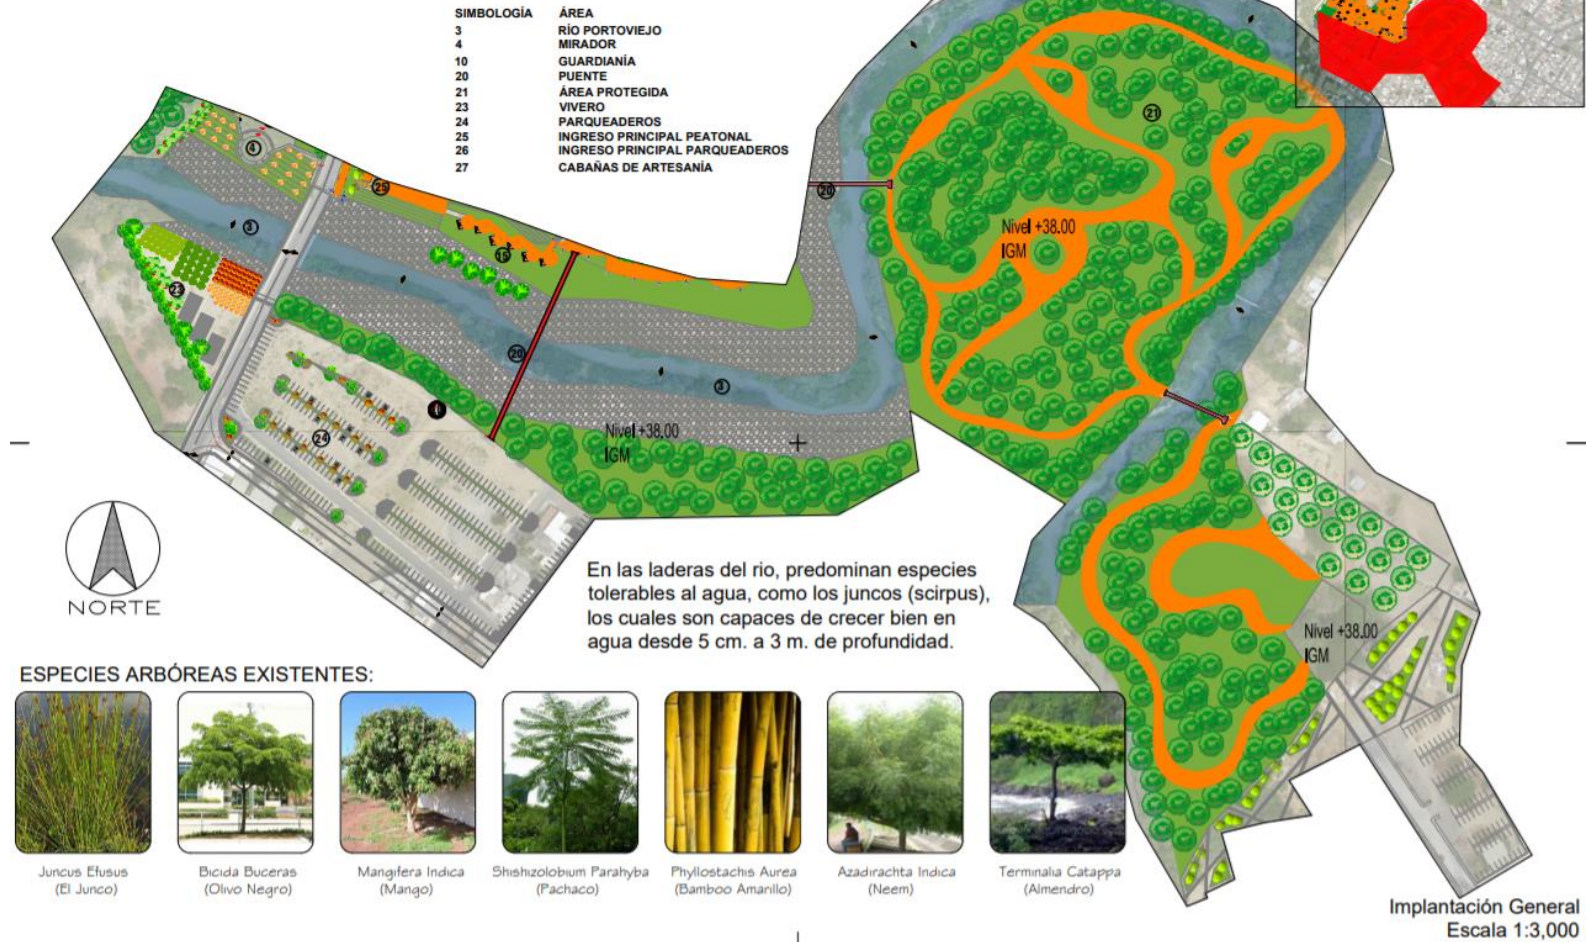 SIMBOLOGÍA ÁREA
3 RÍO PORTOVIEJO
4 MIRADOR
10 GUARDIANÍA
20 PUENTE
21 ÁREA PROTEGIDA
23 VIVERO
24 PARQUEADEROS
25 INGRESO PRINCIPAL PEATONAL
26 INGRESO PRINCIPAL PARQUEADEROS
27 CABAÑAS DE ARTESANÍA
21
4
25
20
3
Nivel +38.00
IGM
15
23
20
3
24
Nivel +38.00
IGM
NORTE
En las laderas del rio, predominan especies
tolerables al agua, como los juncos (scirpus),
los cuales son capaces de crecer bien en
agua desde 5 cm. a 3 m. de profundidad.
Nivel +38.00
IGM
ESPECIES ARBÓREAS EXISTENTES:
Juncus Efusus
(El Junco)
Bicida Buceras
(Olivo Negro)
Mangifera Indica
(Mango)
Shishizolobium Parahyba
(Pachaco)
Phyllostachis Aurea
(Bamboo Amarillo)
Azadirachta Indica
(Neem)
Terminalia Catappa
(Almendro)
Implantación General
Escala 1:3,000